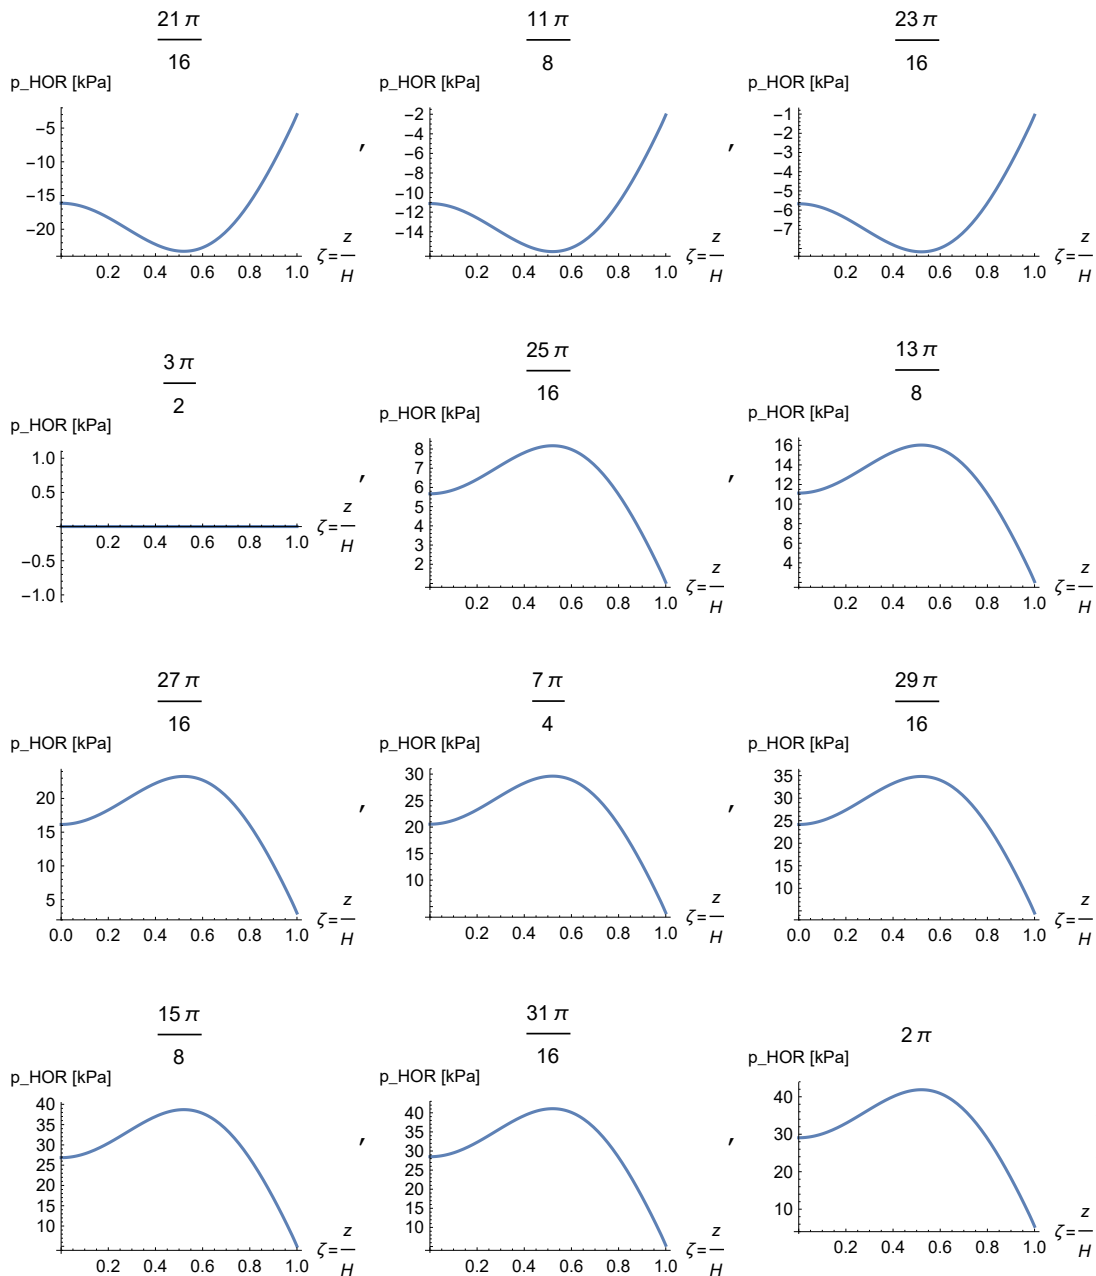 21 π
16
p_HOR [kPa]
−5
−10
−15
−20
0.2 0.4 0.6 0.8 1.0
ζ= z
H
,
11 π
8
p_HOR [kPa]
−2
−4
−6
−8
−10
−12
−14
0.2 0.4 0.6 0.8 1.0
ζ= z
H
,
23 π
16
p_HOR [kPa]
−1
−2
−3
−4
−5
−6
−7
0.2 0.4 0.6 0.8 1.0
ζ= z
H
3 π
2
p_HOR [kPa]
1.0
0.5
−0.5
−1.0
0.2 0.4 0.6 0.8 1.0
ζ= z
H
,
25 π
16
p_HOR [kPa]
8
7
6
5
4
3
2
0.2 0.4 0.6 0.8 1.0
ζ= z
H
,
13 π
8
p_HOR [kPa]
16
14
12
10
8
6
4
0.2 0.4 0.6 0.8 1.0
ζ= z
H
27 π
16
p_HOR [kPa]
20
15
10
5
0.0 0.2 0.4 0.6 0.8 1.0
ζ= z
H
,
7 π
4
p_HOR [kPa]
30
25
20
15
10
0.2 0.4 0.6 0.8 1.0
ζ= z
H
,
29 π
16
p_HOR [kPa]
35
30
25
20
15
10
0.0 0.2 0.4 0.6 0.8 1.0
ζ= z
H
15 π
8
p_HOR [kPa]
40
35
30
25
20
15
10
0.2 0.4 0.6 0.8 1.0
ζ= z
H
,
31 π
16
p_HOR [kPa]
40
35
30
25
20
15
10
0.2 0.4 0.6 0.8 1.0
ζ= z
H
,
2 π
p_HOR [kPa]
40
30
20
10
0.2 0.4 0.6 0.8 1.0
ζ= z
H